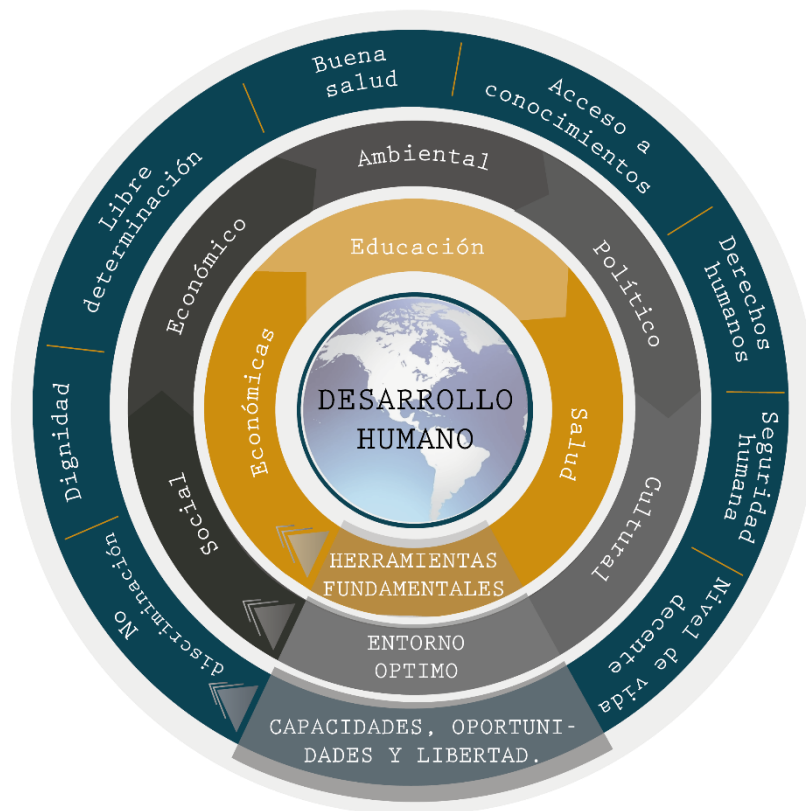 Buena
salud
Acceso a
conocimientos
Derechos
humanos
Seguridad
humana
Nivel de vida
decente
CAPACIDADES, OPORTUNI-
DADES Y LIBERTAD.
No
discriminación
Dignidad
Libre
determinación
Ambiental
Político
Cultural
ENTORNO
OPTIMO
Social
Económico
Educación
Salud
HERRAMIENTAS
FUNDAMENTALES
Económicas
DESARROLLO
HUMANO